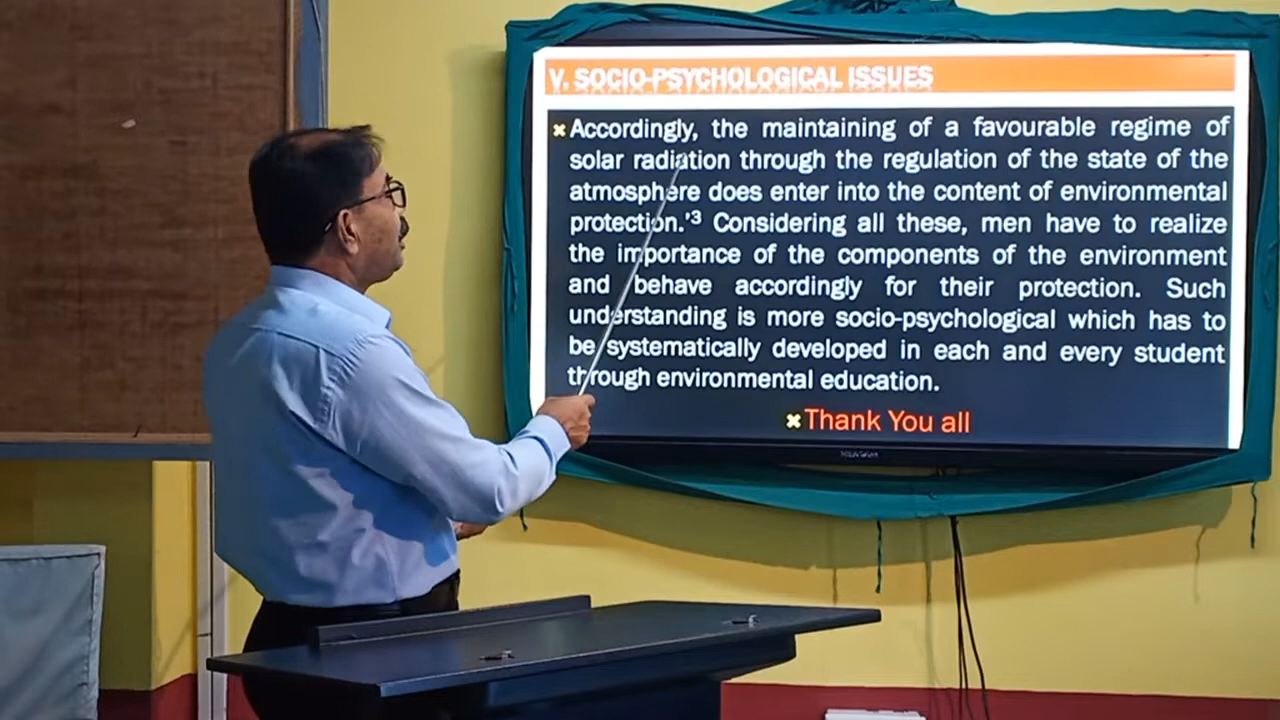 V. SOCIO-PSYCHOLOGICAL ISSUES
Accordingly, the maintaining of a favourable regime of
solar radiation through the regulation of the state of the
atmosphere does enter into the content of environmental
protection.'³ Considering all these, men have to realize
the importance of the components of the environment
and behave accordingly for their protection. Such
understanding is more socio-psychological which has to
be systematically developed in each and every student
through environmental education.
Thank You all